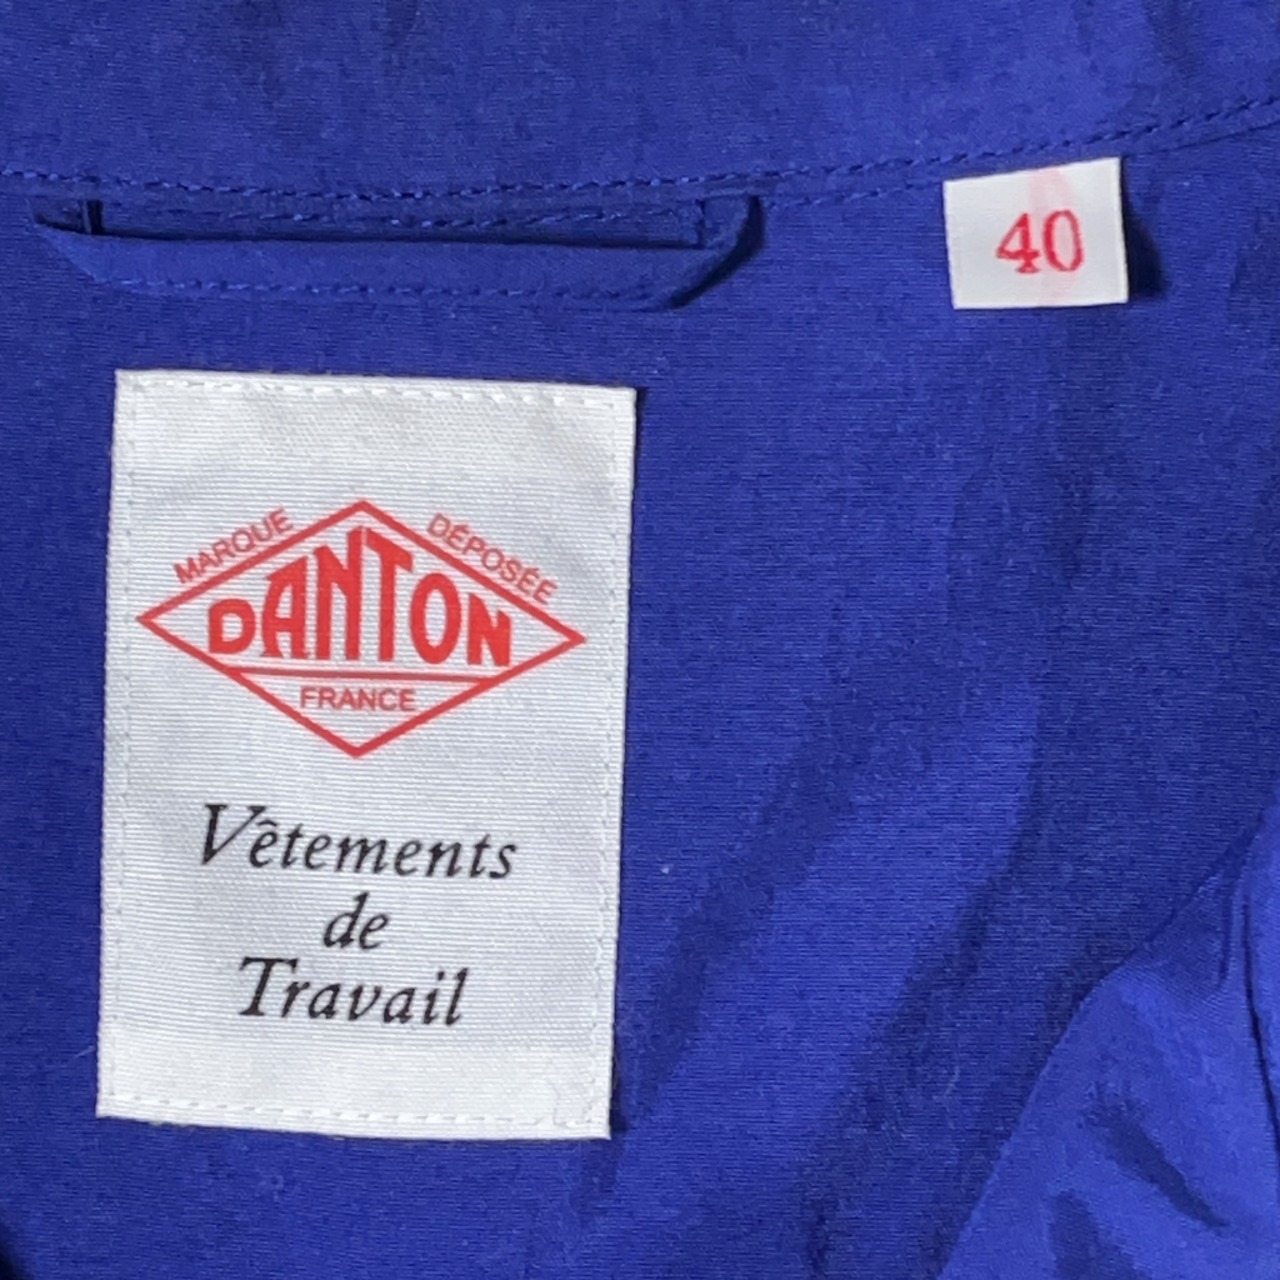 40
MARQUE DÉPOSÉE
DANTON
FRANCE
Vêtements
de
Travail